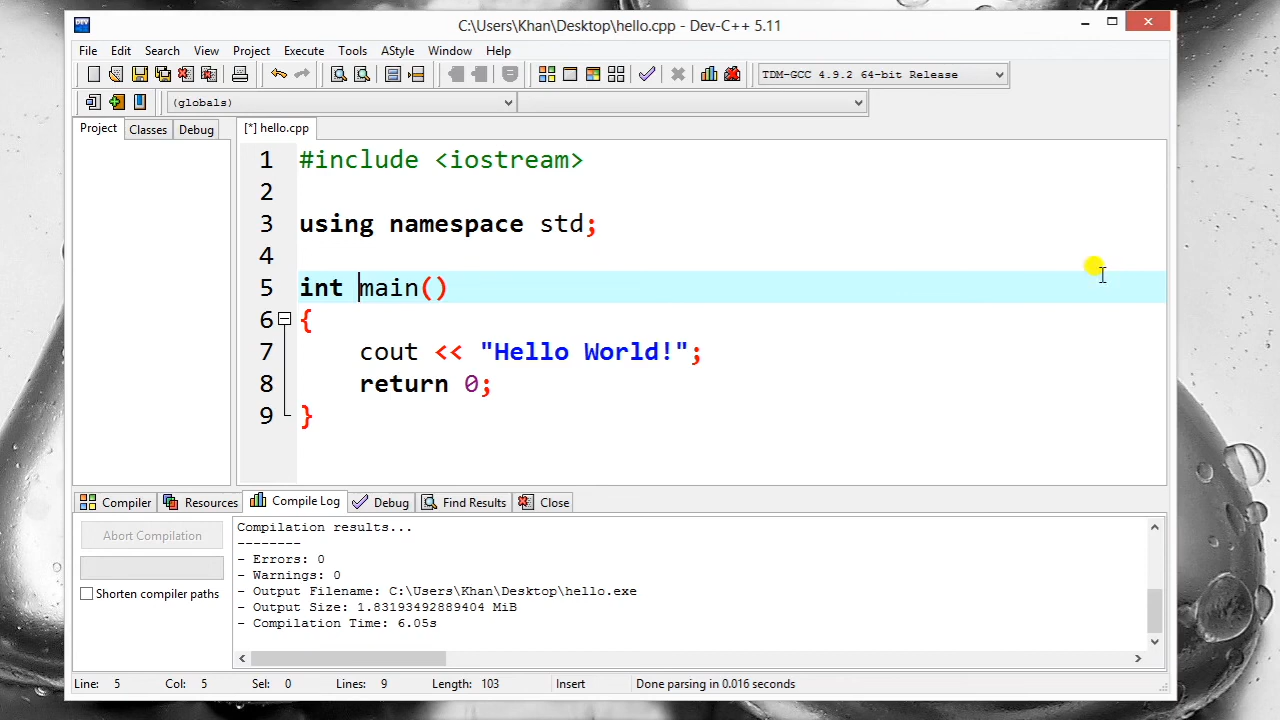 C:\Users\Khan\Desktop\hello.cpp - Dev-C++ 5.11
File Edit Search View Project Execute Tools AStyle Window Help
TDM-GCC 4.9.2 64-bit Release
(globals)
Project Classes Debug [*] hello.cpp
1 #include <iostream>
2
3 using namespace std;
4
5 int main()
6 {
7 cout << "Hello World!";
8 return 0;
9 }
Compiler Resources Compile Log Debug Find Results Close
Abort Compilation
Shorten compiler paths
Compilation results...
--------
- Errors: 0
- Warnings: 0
- Output Filename: C:\Users\Khan\Desktop\hello.exe
- Output Size: 1.83193492889404 MiB
- Compilation Time: 6.05s
Line: 5 Col: 5 Sel: 0 Lines: 9 Length: 103 Insert Done parsing in 0.016 seconds